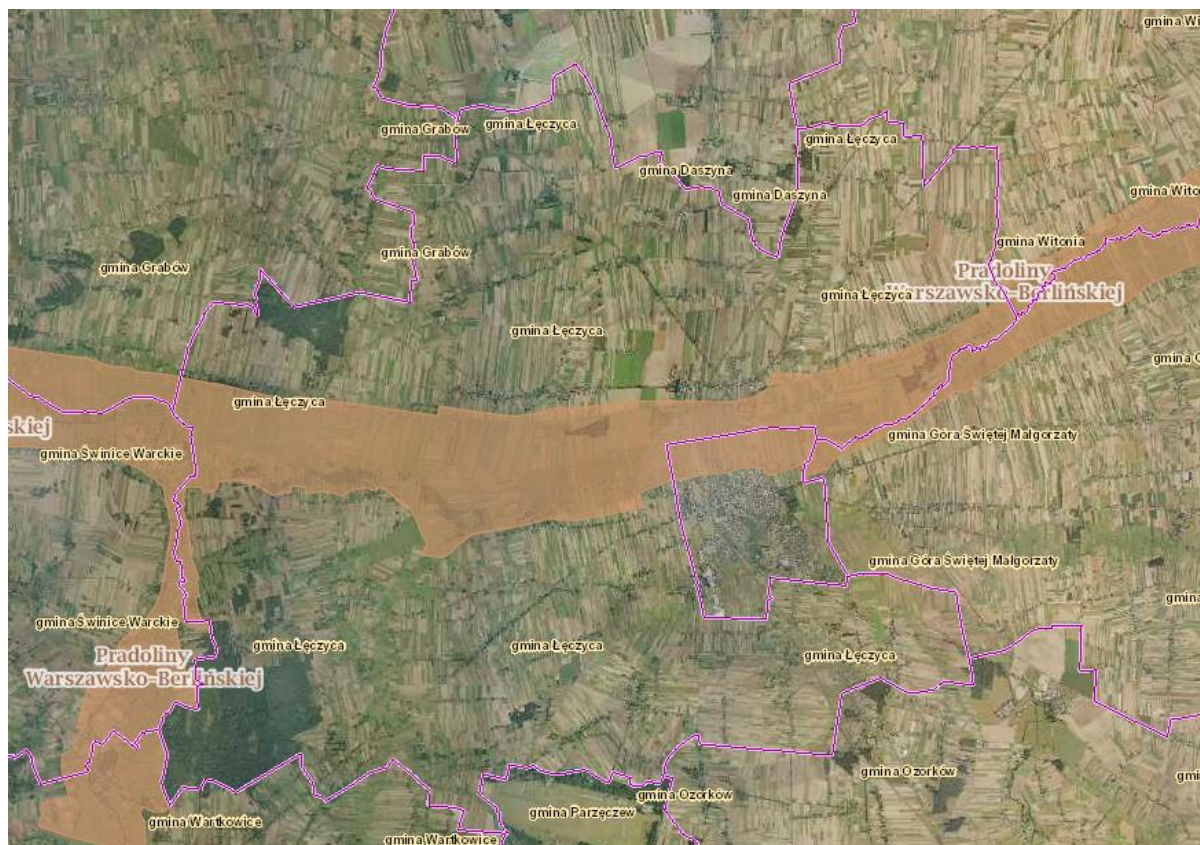 gmina Wi
gmina Grabów
gmina Łęczyca
gmina Łęczyca
gmina Daszyna
gmina Daszyna
gmina Wito
gmina Witonia
gmina Grabów
gmina Grabów
Pradoliny
Warszawsko-Berlińskiej
gmina Łęczyca
gmina Łęczyca
gmina G
gmina Łęczyca
skiej
gmina Góra Świętej Małgorzaty
gmina Świnice Warckie
gmina Góra Świętej Małgorzaty
gmina
gmina Świnice Warckie
gmina Łęczyca
gmina Łęczyca
gmina Łęczyca
Pradoliny
Warszawsko-Berlińskiej
gmina Ozorków
gmi
gmina Ozorków
gmina Parzęczew
gmina Wartkowice
gmina Wartkowice